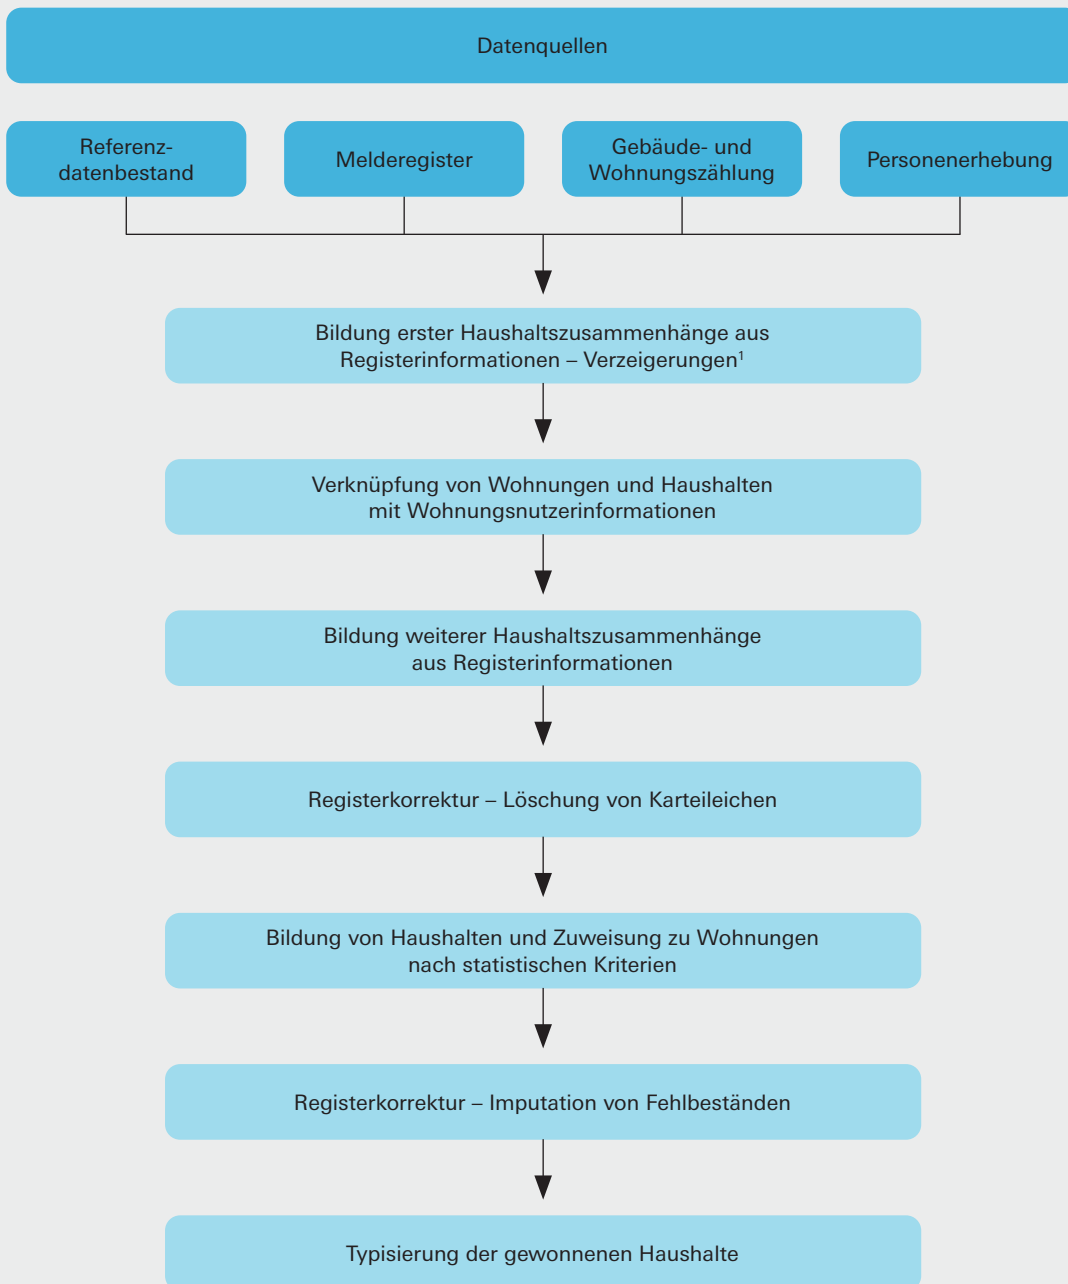 Datenquellen
Referenz-
datenbestand
Melderegister
Gebäude- und
Wohnungszählung
Personenerhebung
Bildung erster Haushaltszusammenhänge aus
Registerinformationen – Verzeigerungen¹
Verknüpfung von Wohnungen und Haushalten
mit Wohnungsnutzerinformationen
Bildung weiterer Haushaltszusammenhänge
aus Registerinformationen
Registerkorrektur – Löschung von Karteileichen
Bildung von Haushalten und Zuweisung zu Wohnungen
nach statistischen Kriterien
Registerkorrektur – Imputation von Fehlbeständen
Typisierung der gewonnenen Haushalte